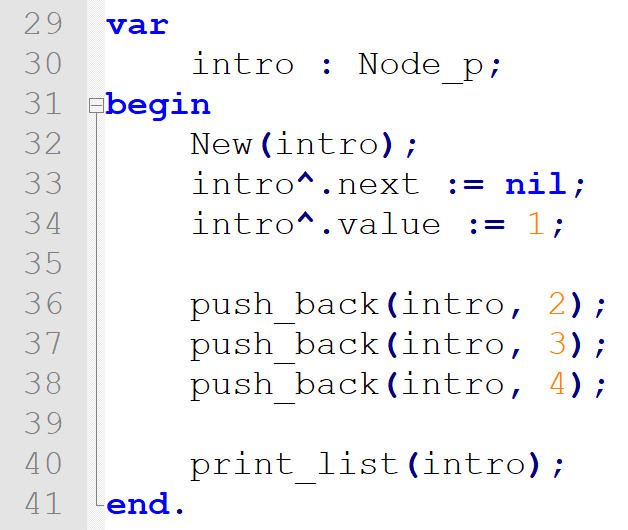 29 var
30     intro : Node_p;
31 begin
32     New(intro);
33     intro^.next := nil;
34     intro^.value := 1;
35
36     push_back(intro, 2);
37     push_back(intro, 3);
38     push_back(intro, 4);
39
40     print_list(intro);
41 end.